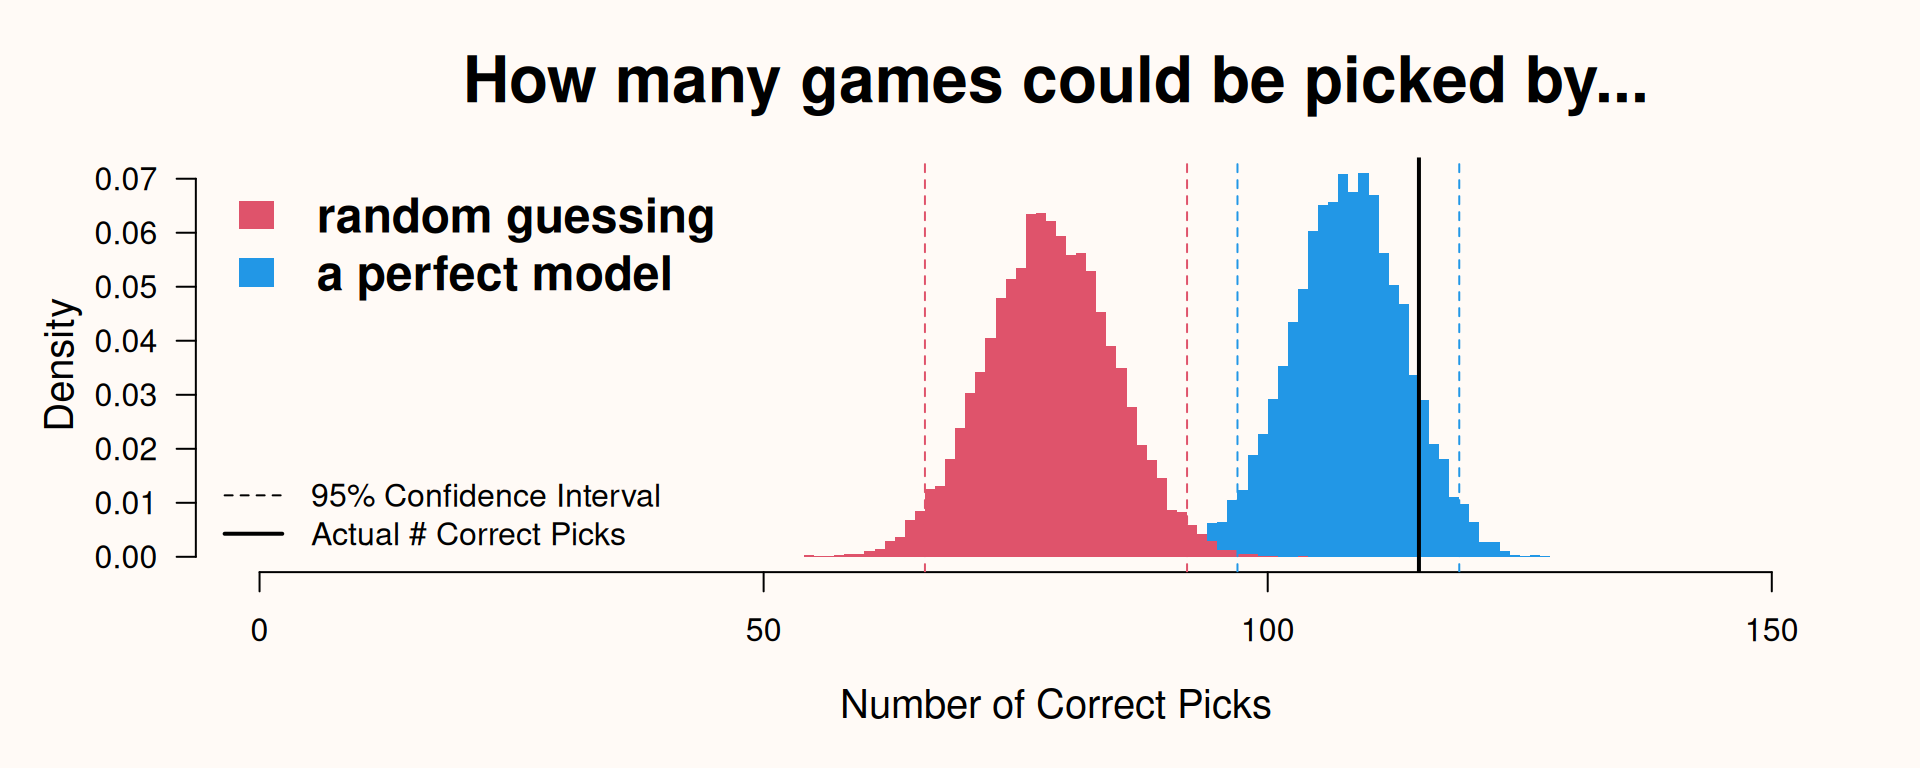 How many games could be picked by...
0.07
0.06
0.05
0.04
0.03
0.02
0.01
0.00
Density
random guessing
a perfect model
95% Confidence Interval
Actual # Correct Picks
0
50
100
150
Number of Correct Picks